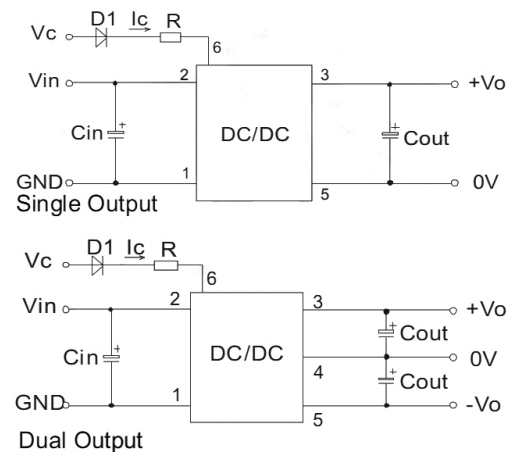 D1 Ic R
Vc
6
Vin 2 3 +Vo
Cin + DC/DC + Cout
GND 1 0V
5
Single Output
D1 Ic R
Vc
6
Vin 2 3 +Vo
+ Cout
Cin + DC/DC 0V
4 + Cout
GND 1 -Vo
5
Dual Output